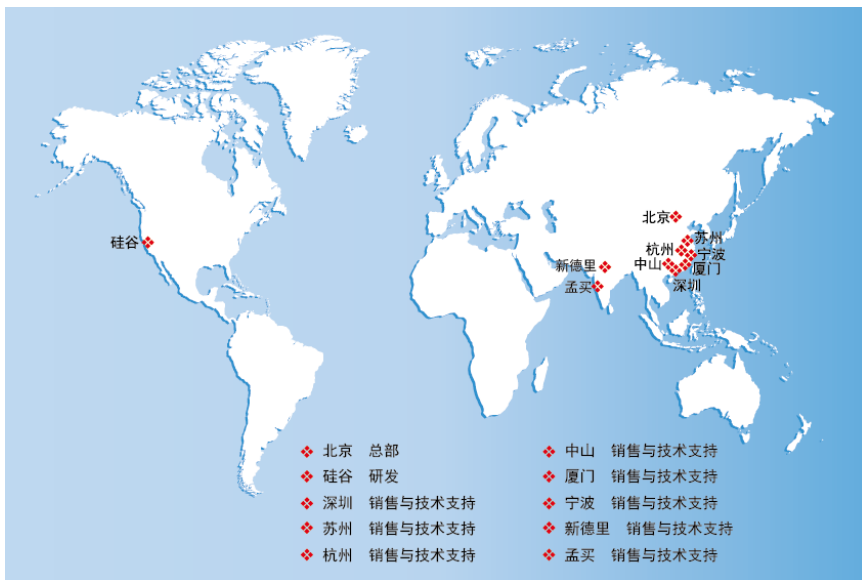 北京
硅谷
苏州
杭州
宁波
新德里
中山
厦门
孟买
深圳
北京 总部
硅谷 研发
深圳 销售与技术支持
苏州 销售与技术支持
杭州 销售与技术支持
中山 销售与技术支持
厦门 销售与技术支持
宁波 销售与技术支持
新德里 销售与技术支持
孟买 销售与技术支持